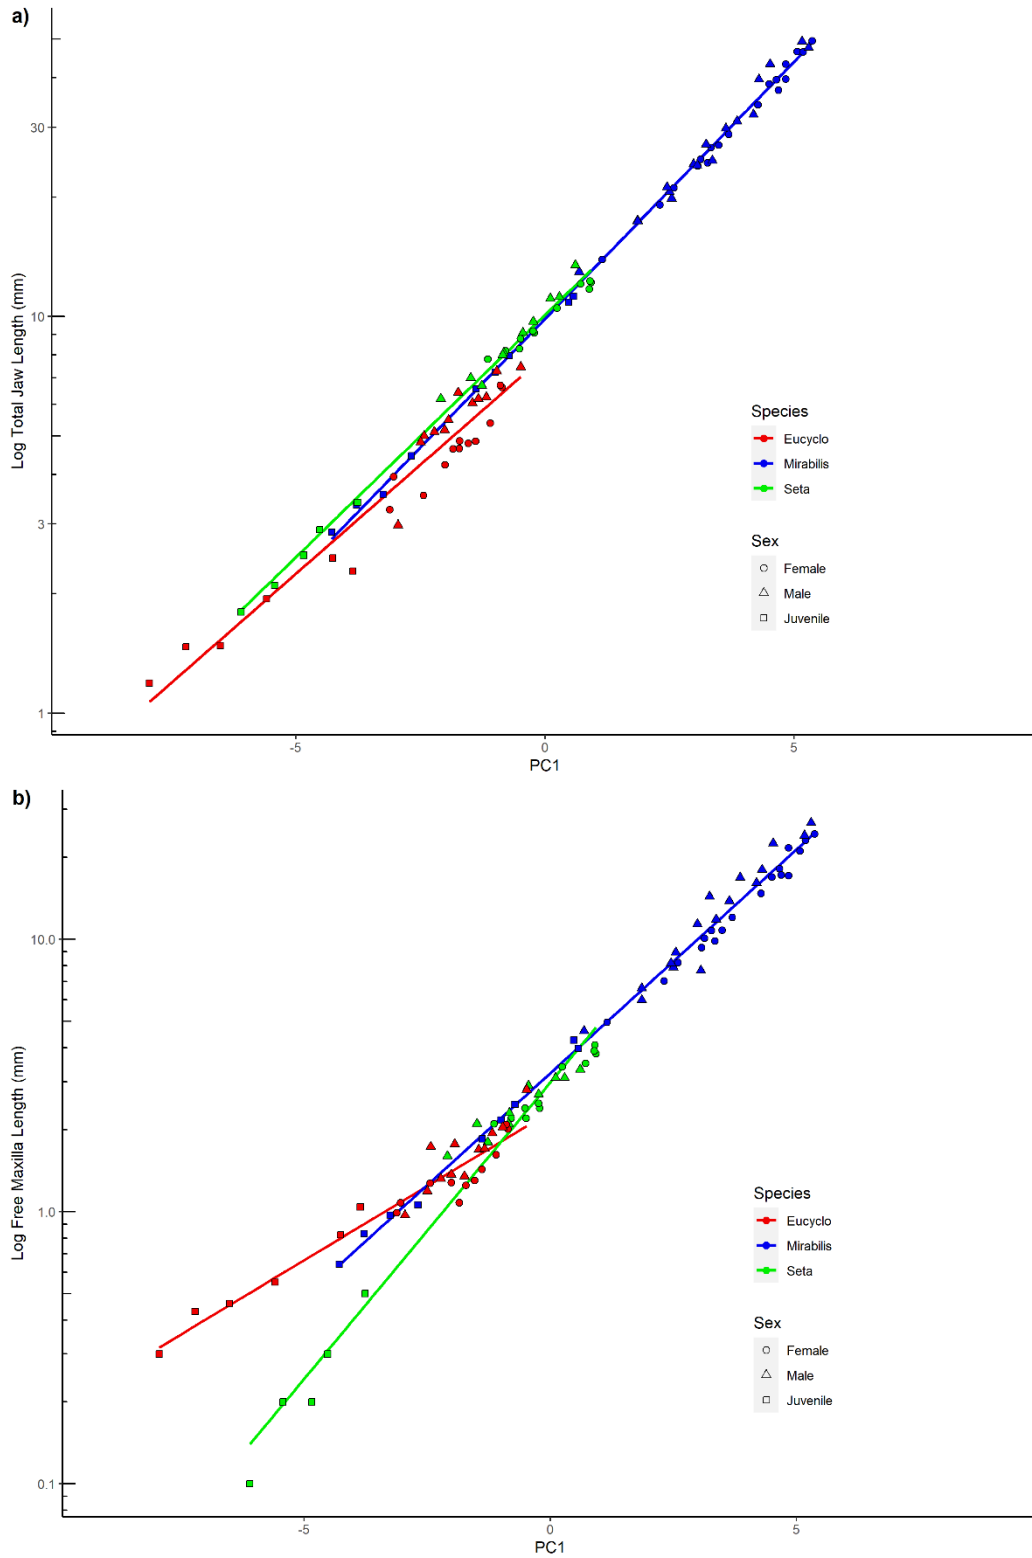 a)
Log Total Jaw Length (mm)
30
10
3
1
-5
0
5
PC1
Species
Eucyclo
Mirabilis
Seta
Sex
Female
Male
Juvenile
b)
Log Free Maxilla Length (mm)
10.0
1.0
0.1
-5
0
5
PC1
Species
Eucyclo
Mirabilis
Seta
Sex
Female
Male
Juvenile